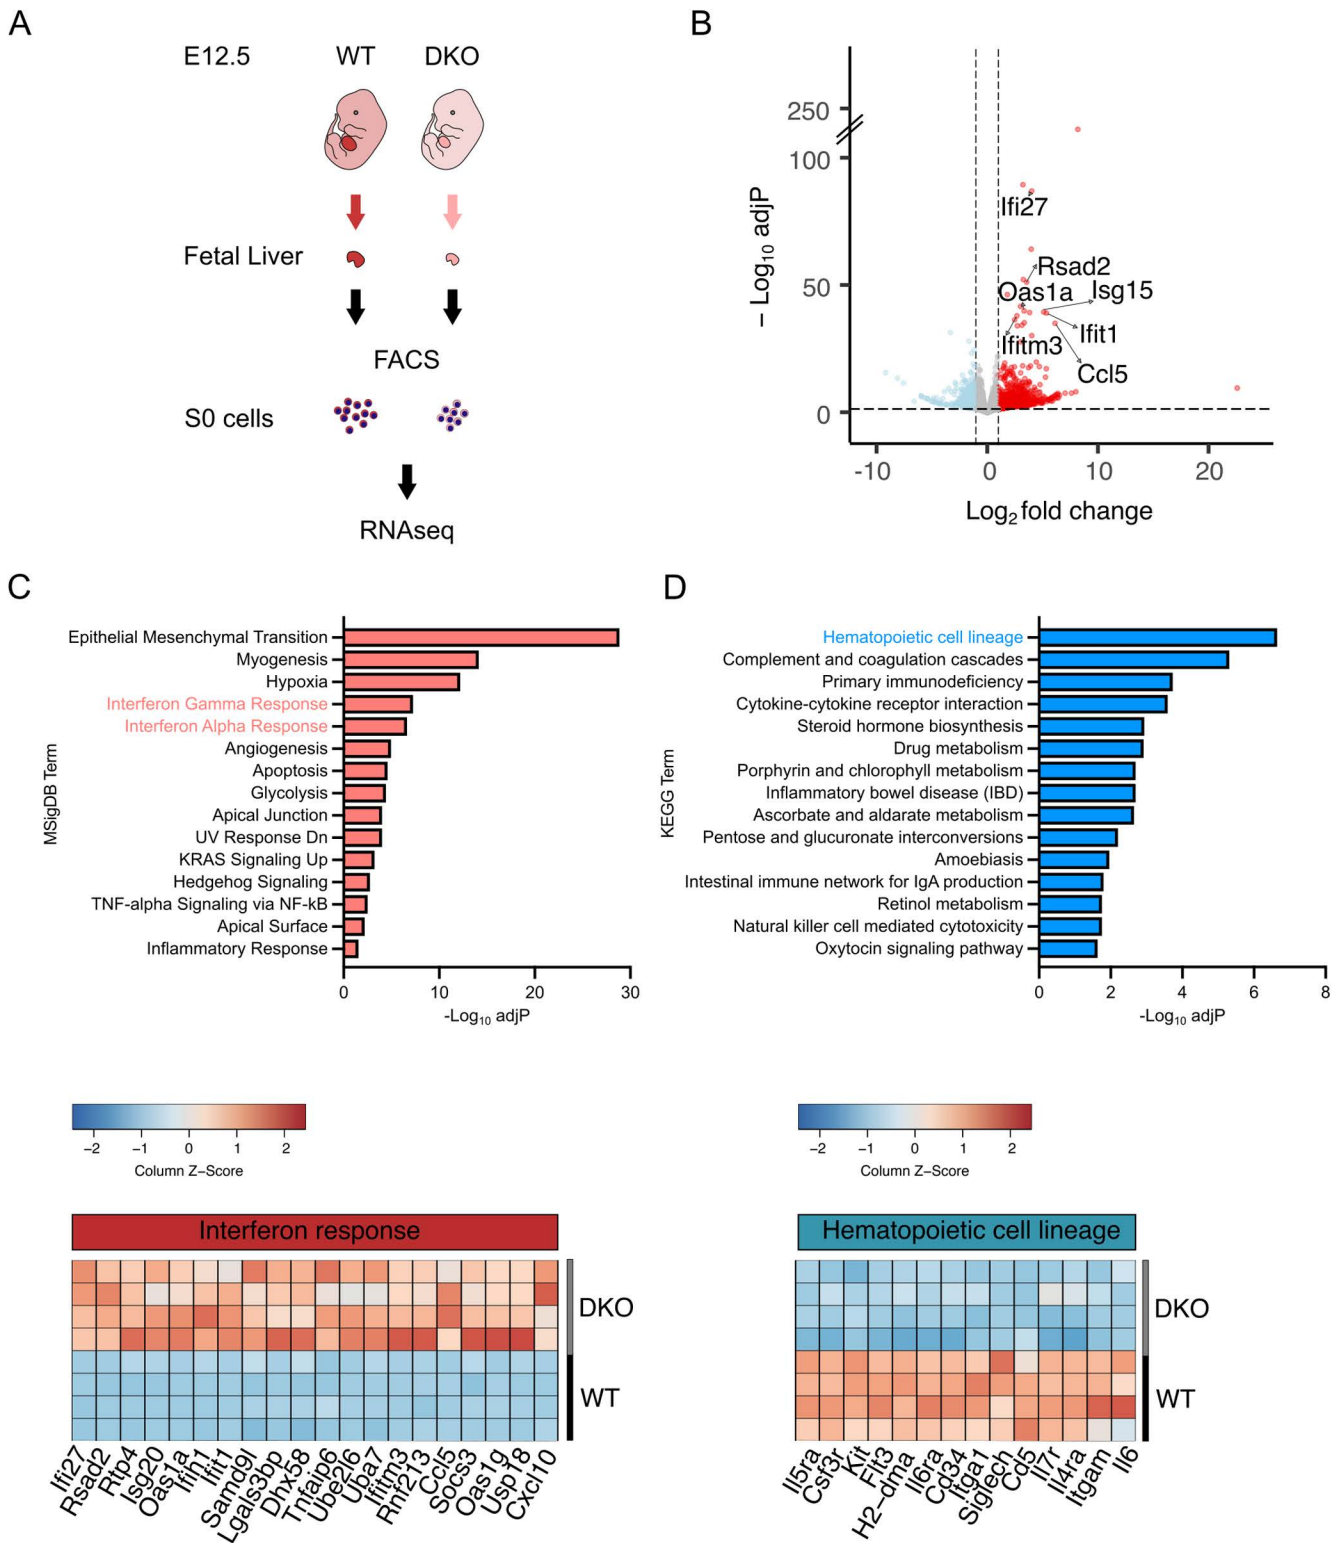 A
E12.5 WT DKO
Fetal Liver
FACS
S0 cells
RNAseq
B
250
100
50
0
– Log10 adjP
Ifi27
Rsad2
Oas1a
Isg15
Ifit1
Ifitm3
Ccl5
-10 0 10 20
Log2 fold change
C
MSigDB Term
Epithelial Mesenchymal Transition
Myogenesis
Hypoxia
Interferon Gamma Response
Interferon Alpha Response
Angiogenesis
Apoptosis
Glycolysis
Apical Junction
UV Response Dn
KRAS Signaling Up
Hedgehog Signaling
TNF-alpha Signaling via NF-kB
Apical Surface
Inflammatory Response
0 10 20 30
-Log10 adjP
D
KEGG Term
Hematopoietic cell lineage
Complement and coagulation cascades
Primary immunodeficiency
Cytokine-cytokine receptor interaction
Steroid hormone biosynthesis
Drug metabolism
Porphyrin and chlorophyll metabolism
Inflammatory bowel disease (IBD)
Ascorbate and aldarate metabolism
Pentose and glucuronate interconversions
Amoebiasis
Intestinal immune network for IgA production
Retinol metabolism
Natural killer cell mediated cytotoxicity
Oxytocin signaling pathway
0 2 4 6 8
-Log10 adjP
−2 −1 0 1 2
Column Z−Score
Interferon response
DKO
WT
Ifi27
Rsad2
Rtp4
Isg20
Oas1a
Ifih1
Ifit1
Samd9l
Lgals3bp
Dhx58
Tnfaip6
Ube2l6
Uba7
Ifitm3
Rnf213
Ccl5
Socs3
Oas1g
Usp18
Cxcl10
−2 −1 0 1 2
Column Z−Score
Hematopoietic cell lineage
DKO
WT
Il5ra
Csf3r
Kit
Flt3
H2−dma
Il6ra
Cd34
Itga1
Siglech
Cd5
Il7r
Il4ra
Itgam
Il6